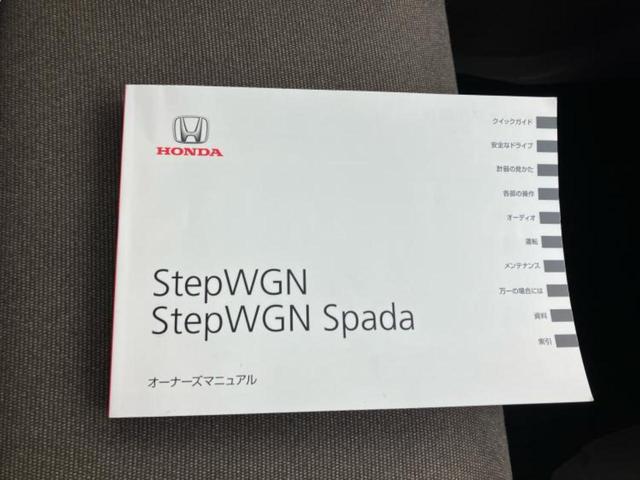 HONDA
StepWGN
StepWGN Spada
オーナーズマニュアル
クイックガイド
安全なドライブ
計器の見かた
各部の操作
オーディオ
運転
メンテナンス
万一の場合には
資料
索引